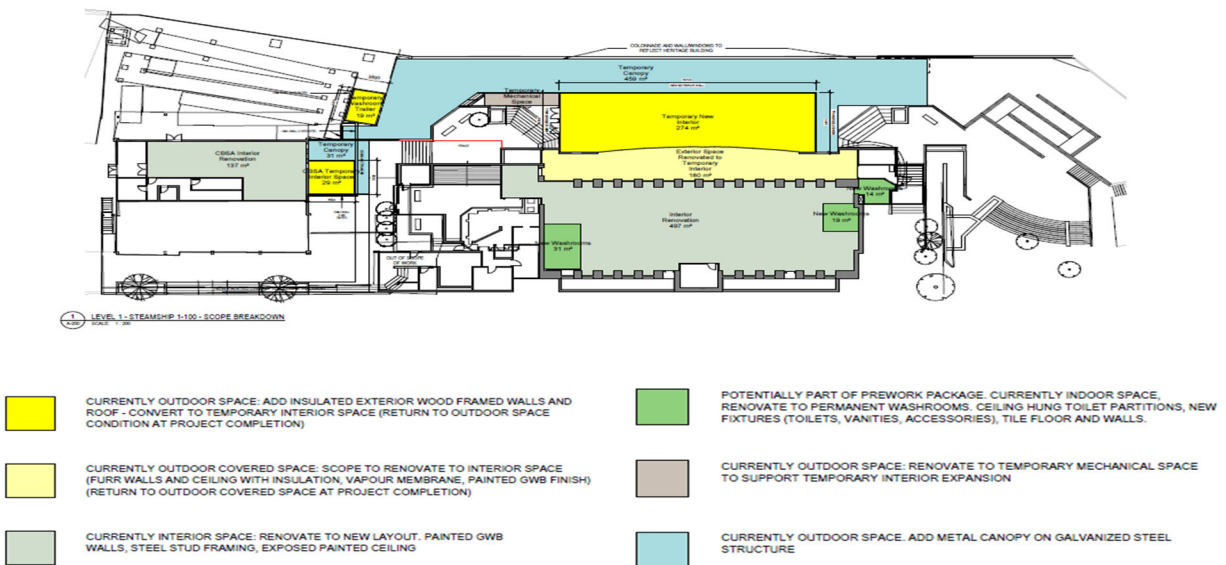 COLONNADE AND WALL/WINDOWS TO
REFLECT HERITAGE BUILDING
Temporary
Canopy
459 m²
Temporary
Mechanical
Space
Temporary
Washroom
Trailer
19 m²
Temporary New
Interior
274 m²
CBSA Interior
Renovation
137 m²
Temporary
Canopy
31 m²
CBSA Temporary
Interior Space
29 m²
Exterior Space
Renovated to
Temporary
Interior
180 m²
New Washrooms
14 m²
Interior
Renovation
497 m²
New Washrooms
19 m²
New Washrooms
31 m²
OUT OF SCOPE
OF WORK
1
A-200
LEVEL 1 - STEAMSHIP 1-100 - SCOPE BREAKDOWN
SCALE 1 : 200
CURRENTLY OUTDOOR SPACE: ADD INSULATED EXTERIOR WOOD FRAMED WALLS AND
ROOF - CONVERT TO TEMPORARY INTERIOR SPACE (RETURN TO OUTDOOR SPACE
CONDITION AT PROJECT COMPLETION)
CURRENTLY OUTDOOR COVERED SPACE: SCOPE TO RENOVATE TO INTERIOR SPACE
(FURR WALLS AND CEILING WITH INSULATION, VAPOUR MEMBRANE, PAINTED GWB FINISH)
(RETURN TO OUTDOOR COVERED SPACE AT PROJECT COMPLETION)
CURRENTLY INTERIOR SPACE: RENOVATE TO NEW LAYOUT. PAINTED GWB
WALLS, STEEL STUD FRAMING, EXPOSED PAINTED CEILING
POTENTIALLY PART OF PREWORK PACKAGE. CURRENTLY INDOOR SPACE,
RENOVATE TO PERMANENT WASHROOMS. CEILING HUNG TOILET PARTITIONS, NEW
FIXTURES (TOILETS, VANITIES, ACCESSORIES), TILE FLOOR AND WALLS.
CURRENTLY OUTDOOR SPACE: RENOVATE TO TEMPORARY MECHANICAL SPACE
TO SUPPORT TEMPORARY INTERIOR EXPANSION
CURRENTLY OUTDOOR SPACE. ADD METAL CANOPY ON GALVANIZED STEEL
STRUCTURE